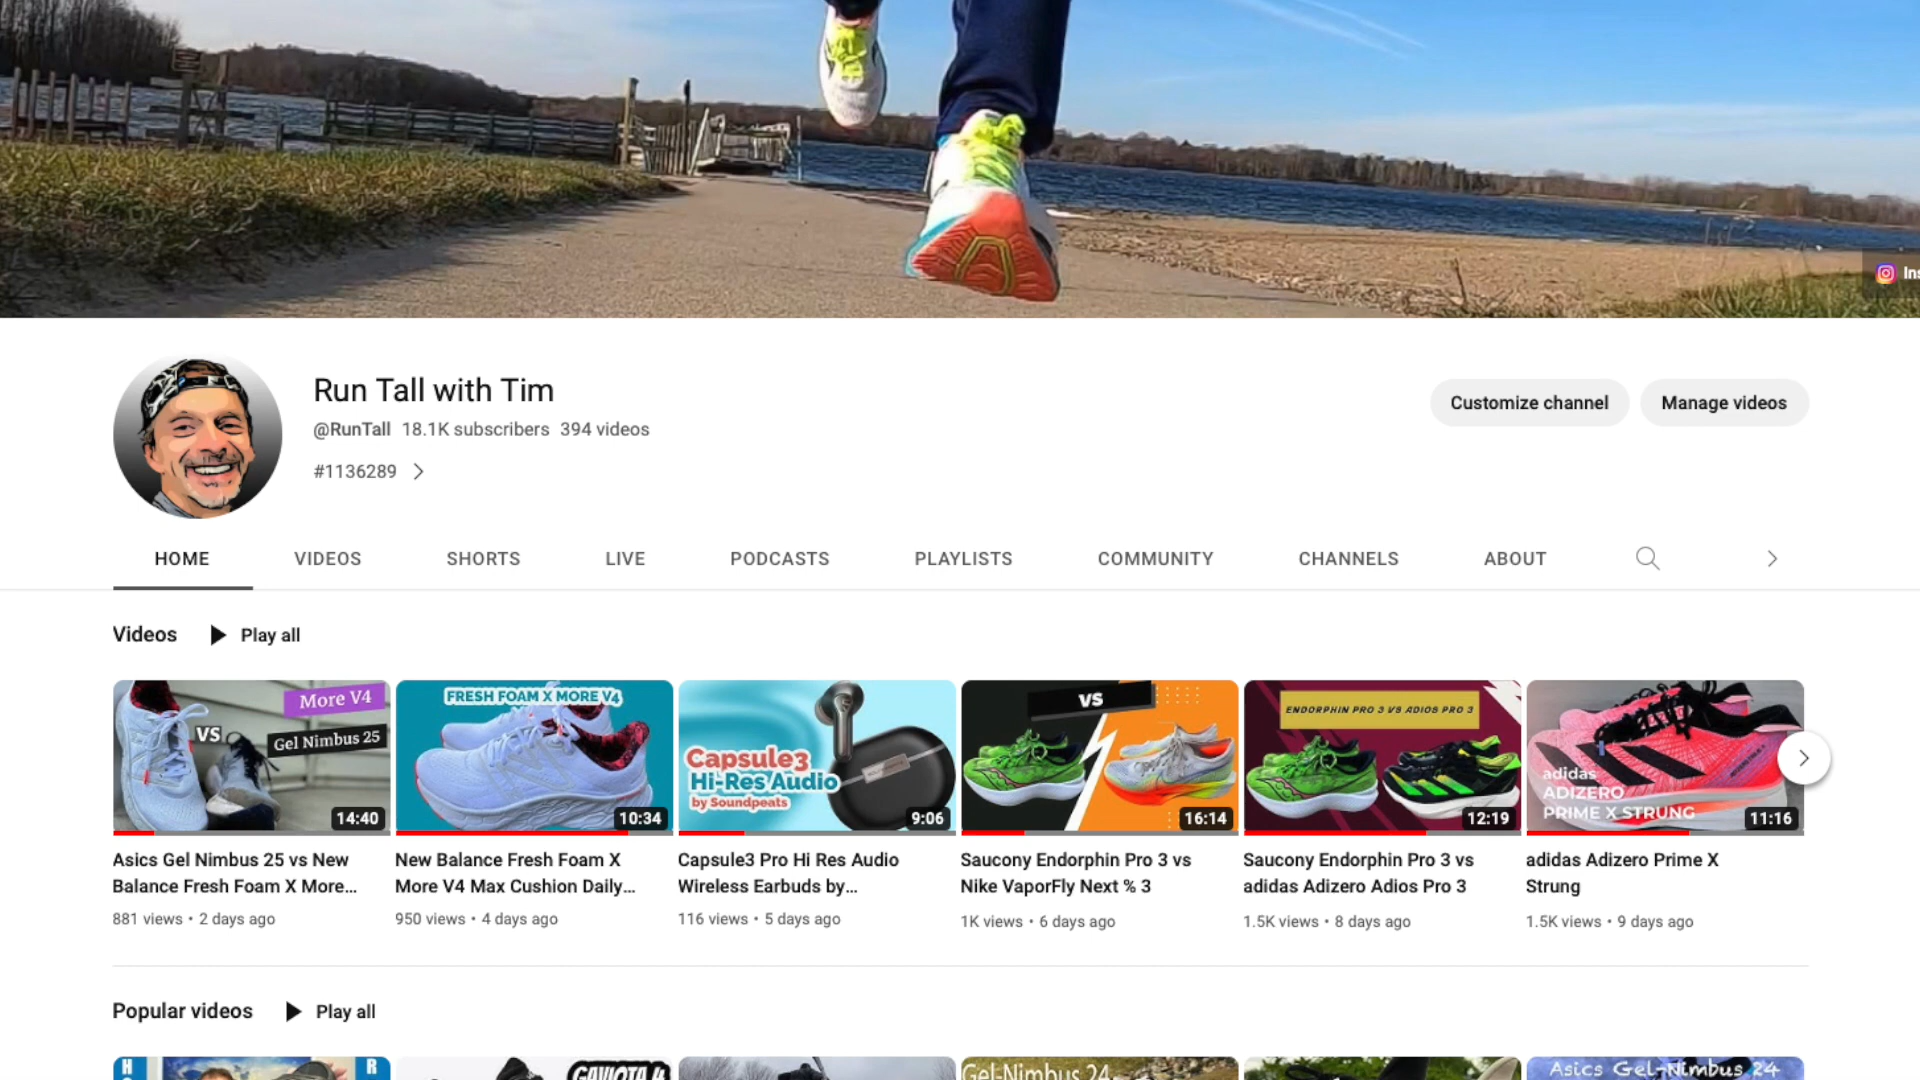 Run Tall with Tim
@RunTall 18.1K subscribers 394 videos
#1136289
Customize channel
Manage videos
HOME
VIDEOS
SHORTS
LIVE
PODCASTS
PLAYLISTS
COMMUNITY
CHANNELS
ABOUT
Videos
Play all
More V4
VS
Gel Nimbus 25
14:40
FRESH FOAM X MORE V4
10:34
Capsule3
Hi-Res Audio
by Soundpeats
9:06
VS
16:14
ENDORPHIN PRO 3 VS ADIOS PRO 3
12:19
adidas
ADIZERO
PRIME X STRUNG
11:16
Asics Gel Nimbus 25 vs New
Balance Fresh Foam X More...
881 views • 2 days ago
New Balance Fresh Foam X
More V4 Max Cushion Daily...
950 views • 4 days ago
Capsule3 Pro Hi Res Audio
Wireless Earbuds by...
116 views • 5 days ago
Saucony Endorphin Pro 3 vs
Nike VaporFly Next % 3
1K views • 6 days ago
Saucony Endorphin Pro 3 vs
adidas Adizero Adios Pro 3
1.5K views • 8 days ago
adidas Adizero Prime X
Strung
1.5K views • 9 days ago
Popular videos
Play all
H
R
GAVIOTA 4
Gel-Nimbus 24
Asics Gel-Nimbus 24